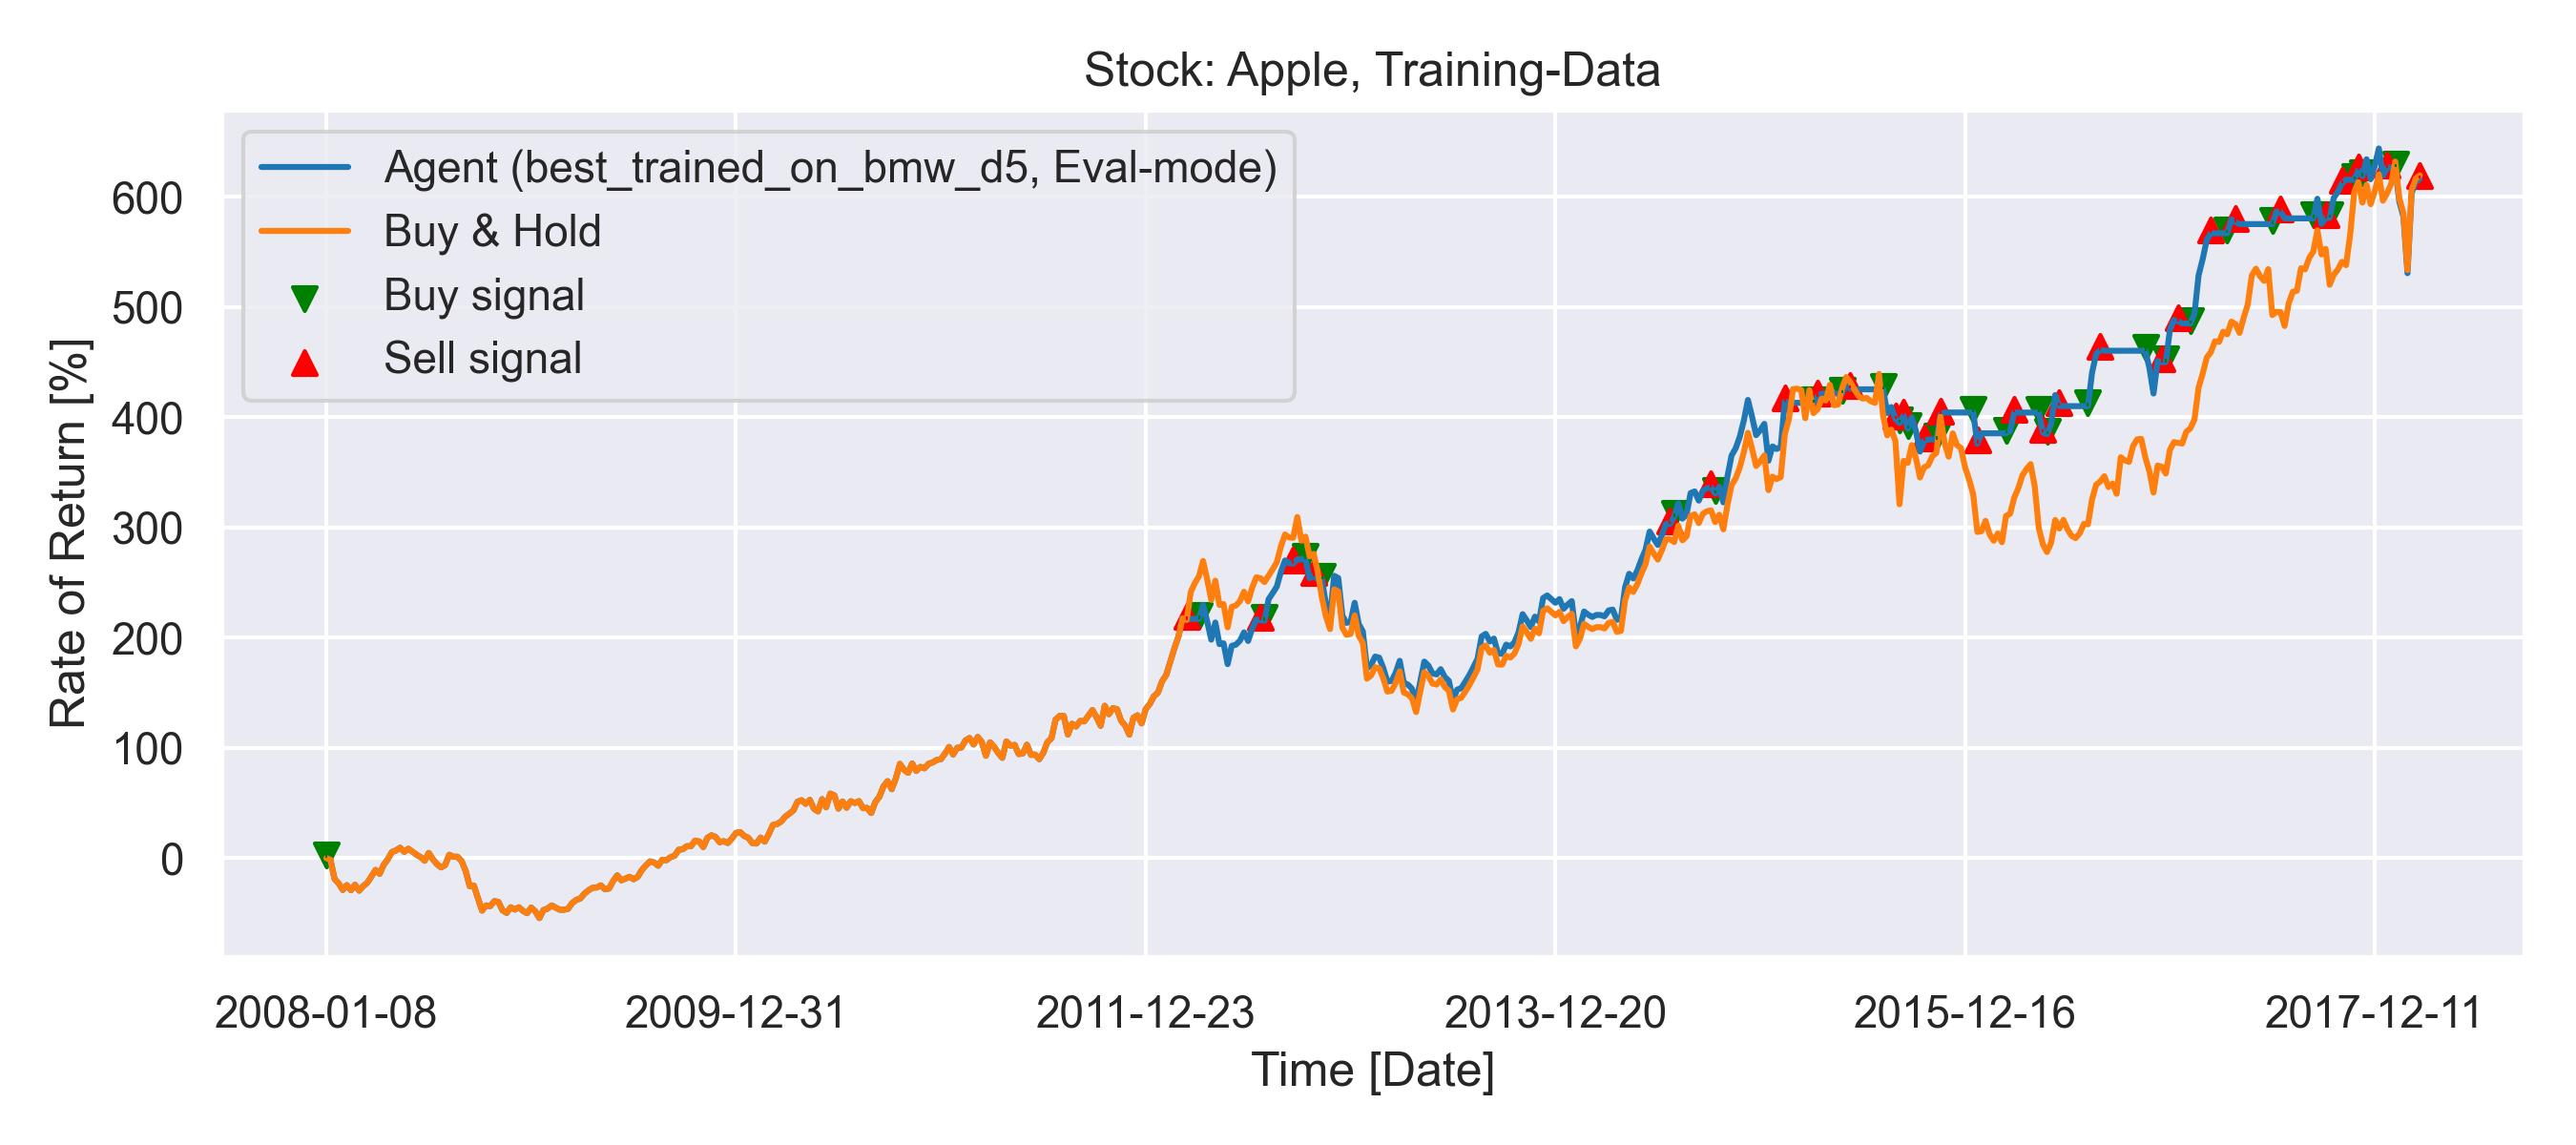 Stock: Apple, Training-Data
Agent (best_trained_on_bmw_d5, Eval-mode)
Buy & Hold
Buy signal
Sell signal
Rate of Return [%]
600
500
400
300
200
100
0
2008-01-08
2009-12-31
2011-12-23
2013-12-20
2015-12-16
2017-12-11
Time [Date]